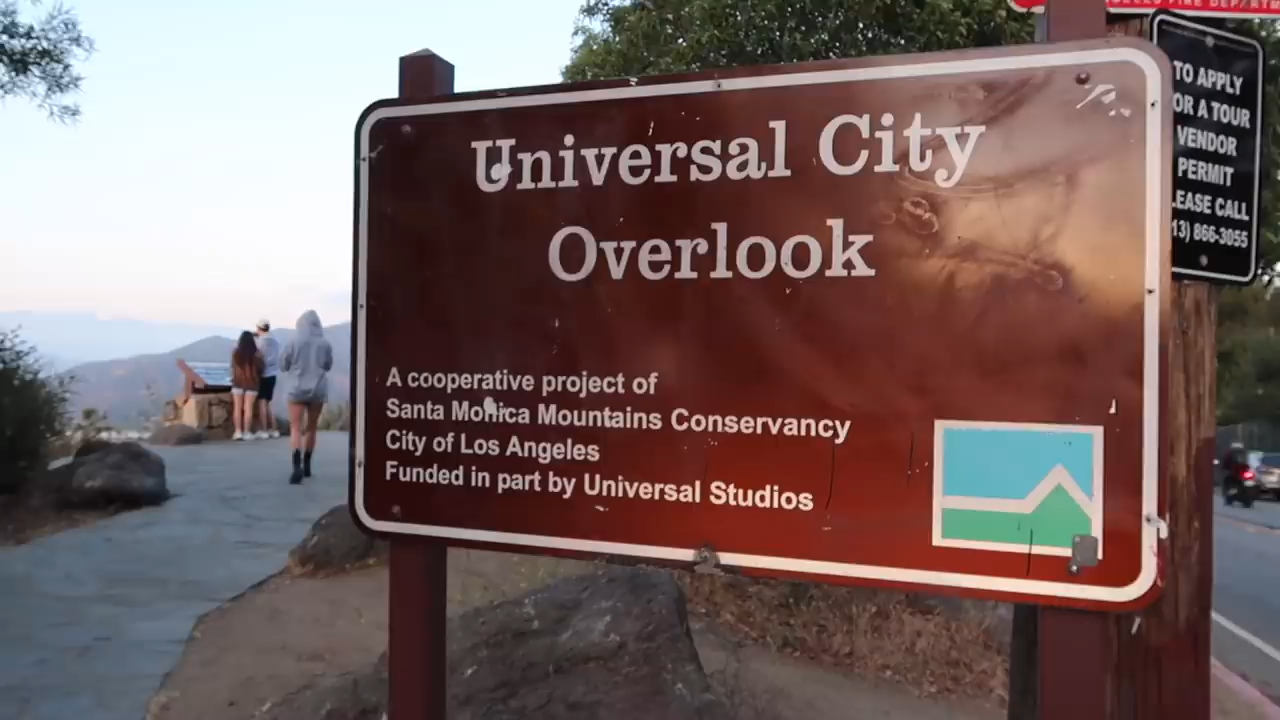 Universal City
Overlook
A cooperative project of
Santa Monica Mountains Conservancy
City of Los Angeles
Funded in part by Universal Studios
FIRE
TO APPLY
OR A TOUR
VENDOR
PERMIT
LEASE CALL
13) 866-3055